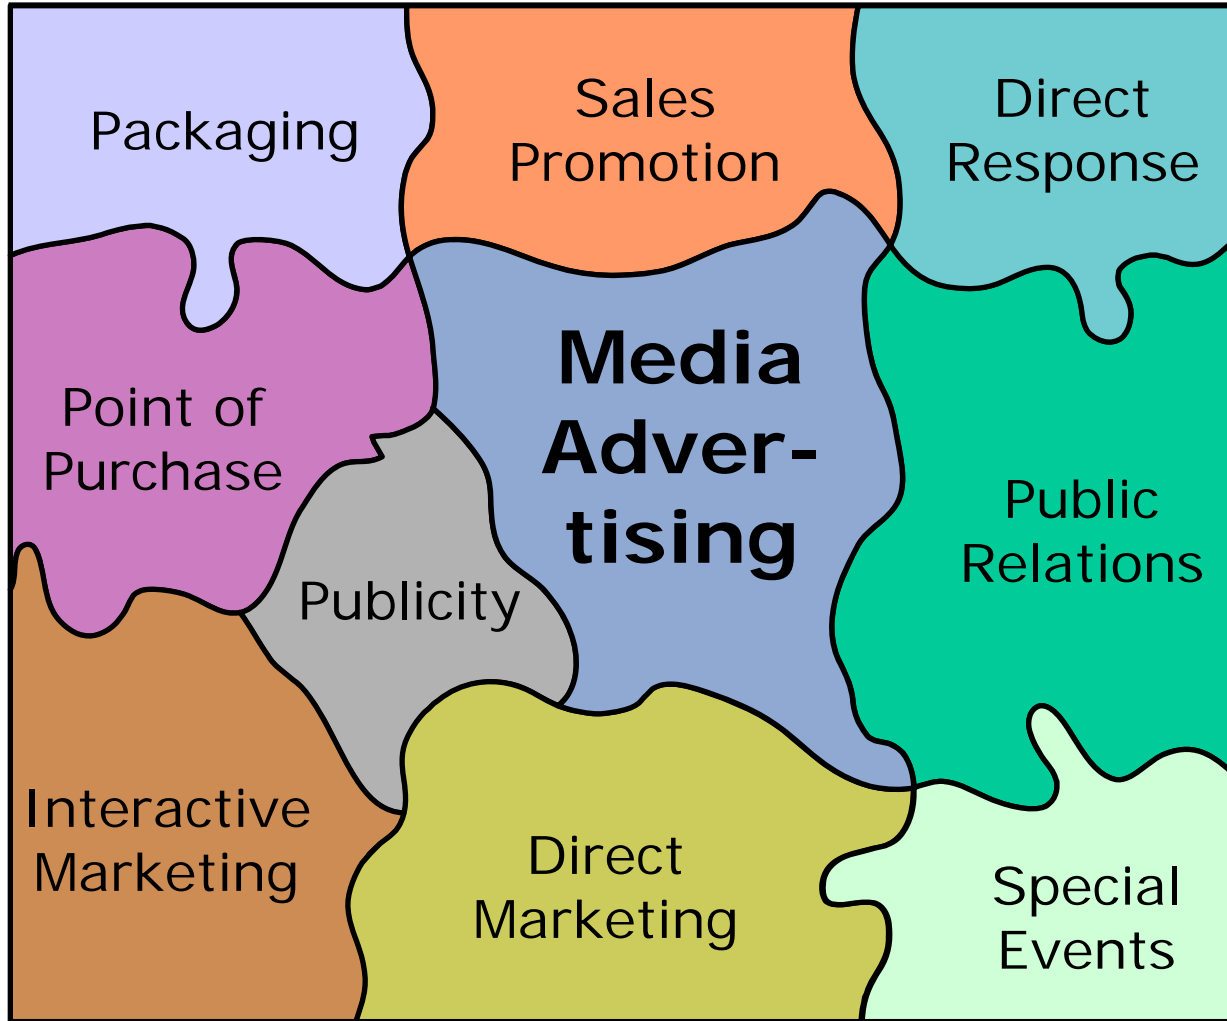 Packaging
Sales
Promotion
Direct
Response
Point of
Purchase
Media
Adver-
tising
Public
Relations
Publicity
Interactive
Marketing
Direct
Marketing
Special
Events